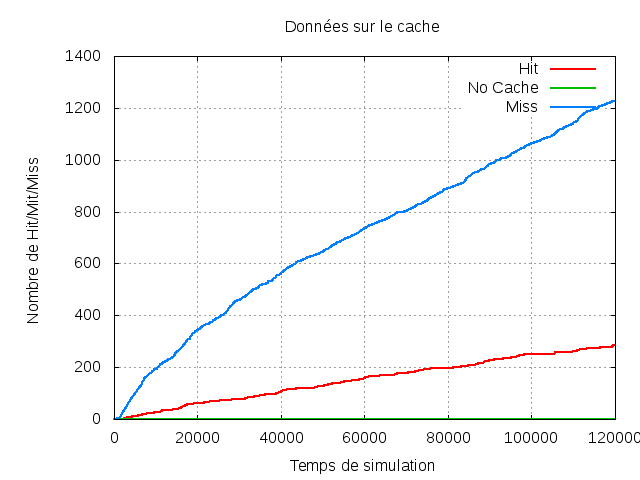 Données sur le cache
Nombre de Hit/Mit/Miss
1400
1200
1000
800
600
400
200
0
Hit
No Cache
Miss
0 20000 40000 60000 80000 100000 120000
Temps de simulation